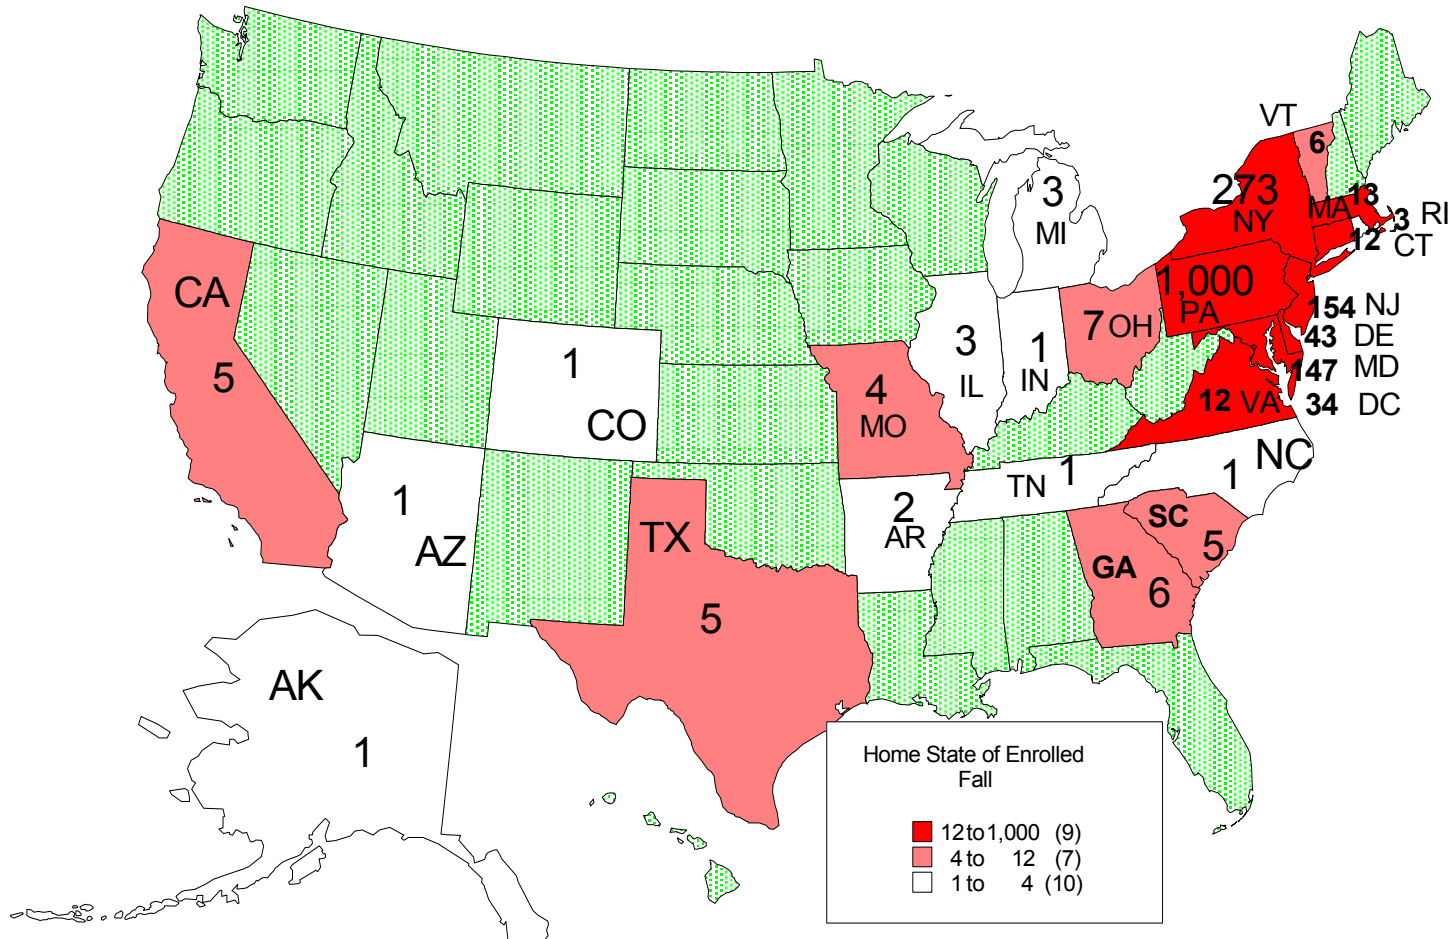 VT
6
273
NY
13
MA
3 RI
12
CT
3
MI
CA
5
1,000
PA
154 NJ
43 DE
147 MD
34 DC
7 OH
3
IL
1
IN
1
CO
4
MO
12 VA
NC
1
TN 1
1
AZ
2
AR
TX
5
SC
5
GA
6
AK
1
Home State of Enrolled
Fall
12 to 1,000 (9)
4 to 12 (7)
1 to 4 (10)